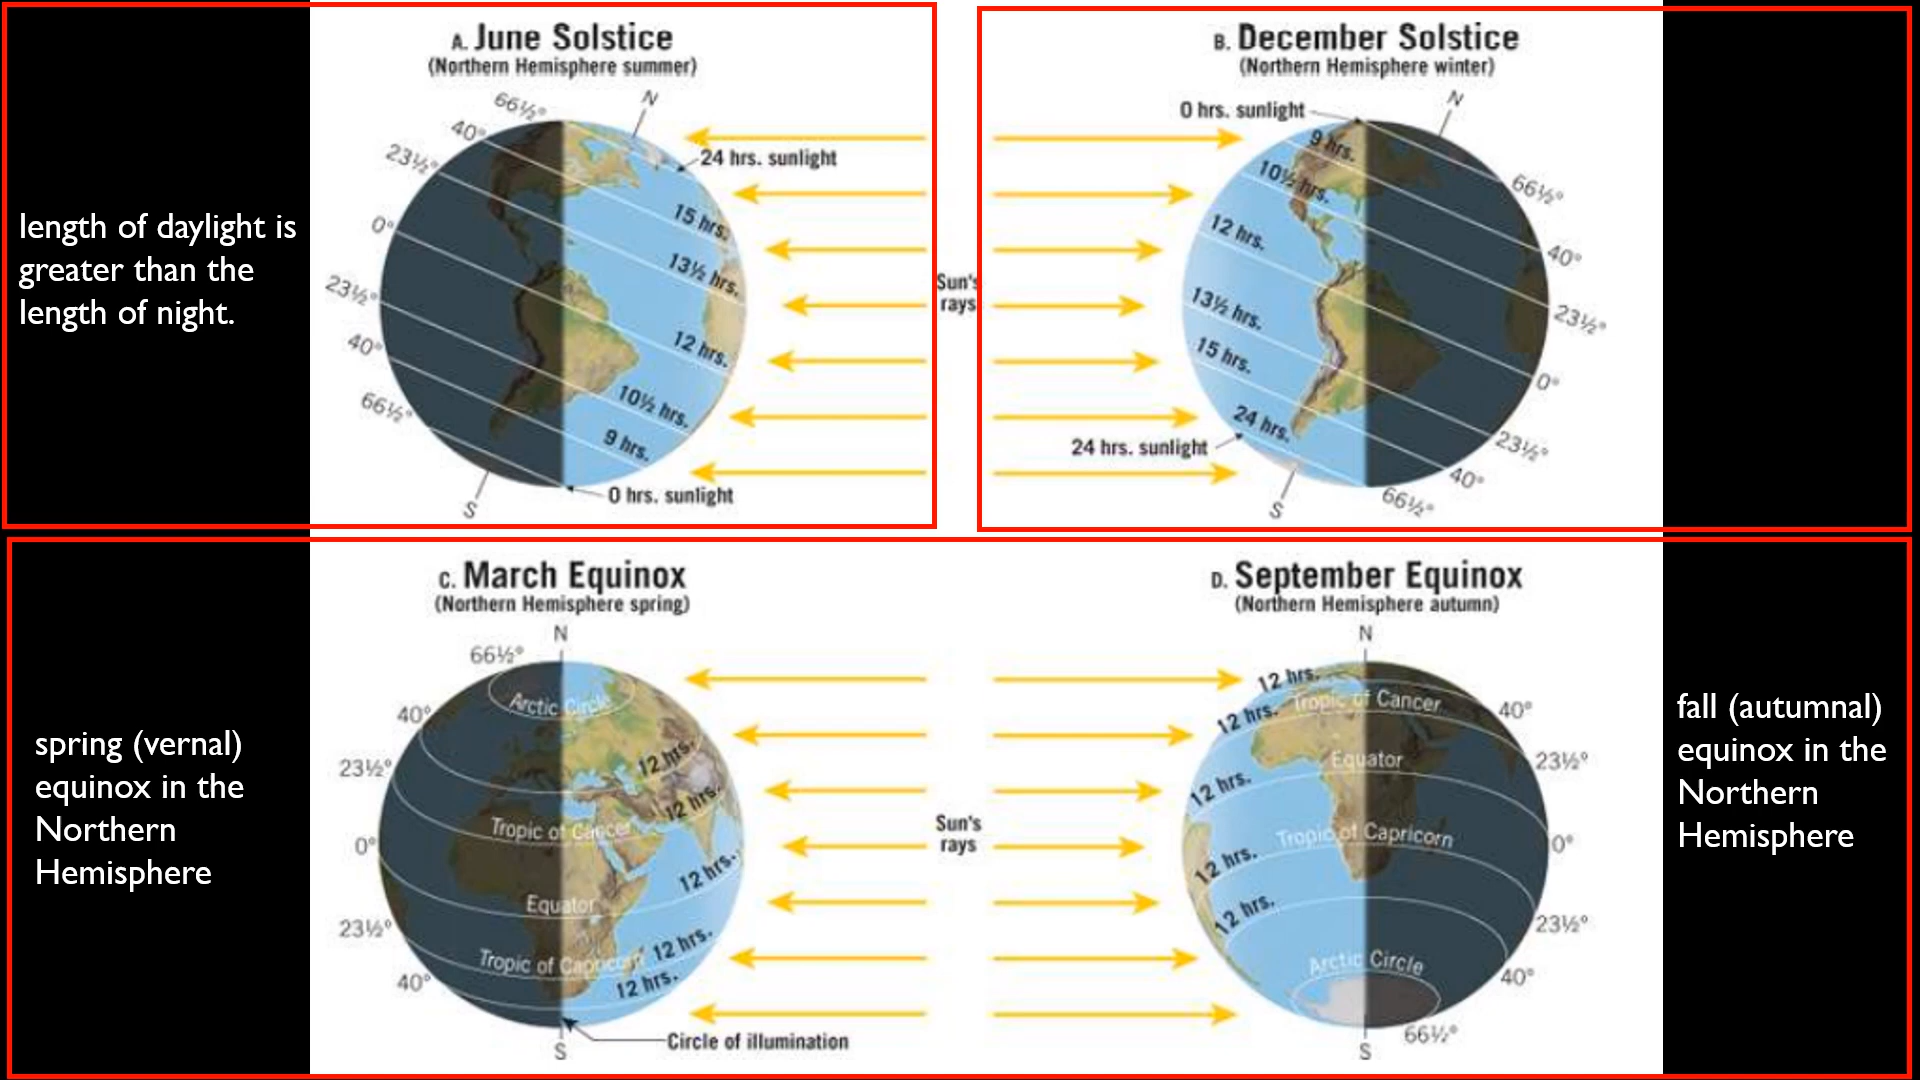 A. June Solstice
(Northern Hemisphere summer)
N
66½°
40°
23½°
0°
23½°
40°
66½°
S
24 hrs. sunlight
15 hrs.
13½ hrs.
12 hrs.
10½ hrs.
9 hrs.
0 hrs. sunlight
length of daylight is
greater than the
length of night.
Sun's
rays
B. December Solstice
(Northern Hemisphere winter)
N
0 hrs. sunlight
9 hrs.
10½ hrs.
12 hrs.
13½ hrs.
15 hrs.
24 hrs.
24 hrs. sunlight
66½°
40°
23½°
0°
23½°
40°
66½°
S
C. March Equinox
(Northern Hemisphere spring)
N
66½°
40°
23½°
0°
23½°
40°
Arctic Circle
12 hrs.
12 hrs.
Tropic of Cancer
12 hrs.
Equator
12 hrs.
Tropic of Capricorn
12 hrs.
Circle of illumination
S
spring (vernal)
equinox in the
Northern
Hemisphere
Sun's
rays
D. September Equinox
(Northern Hemisphere autumn)
N
12 hrs.
Tropic of Cancer
12 hrs.
Equator
12 hrs.
Tropic of Capricorn
12 hrs.
12 hrs.
Arctic Circle
40°
23½°
0°
23½°
40°
66½°
S
fall (autumnal)
equinox in the
Northern
Hemisphere